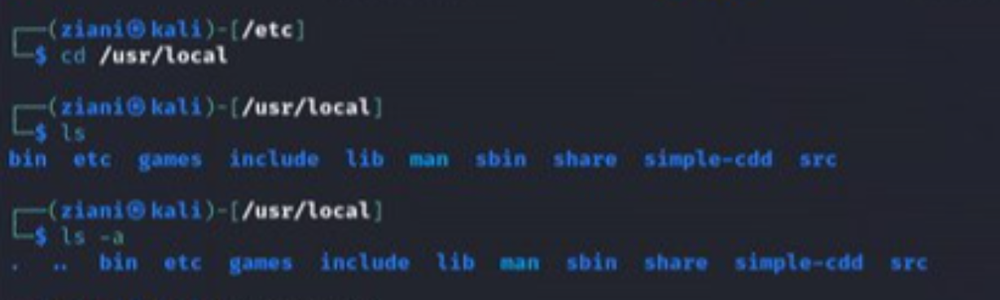 ┌──(ziani㉿kali)-[/etc]
└─$ cd /usr/local
┌──(ziani㉿kali)-[/usr/local]
└─$ ls
bin etc games include lib man sbin share simple-cdd src
┌──(ziani㉿kali)-[/usr/local]
└─$ ls -a
. .. bin etc games include lib man sbin share simple-cdd src